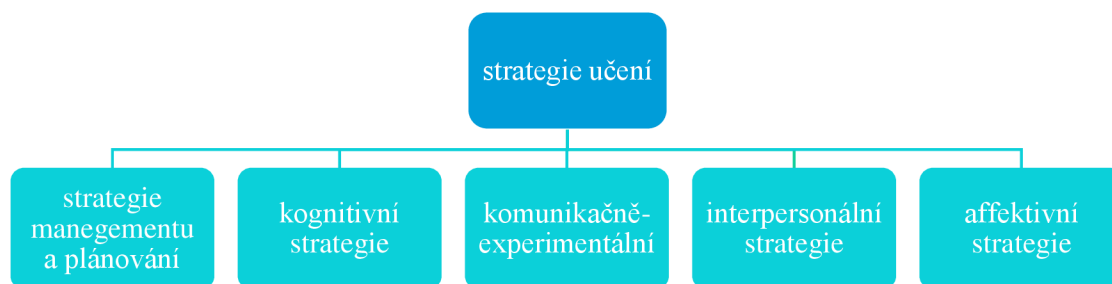 strategie učení
strategie
manegementu
a plánování
kognitivní
strategie
komunikačně-
experimentální
interpersonální
strategie
affektivní
strategie